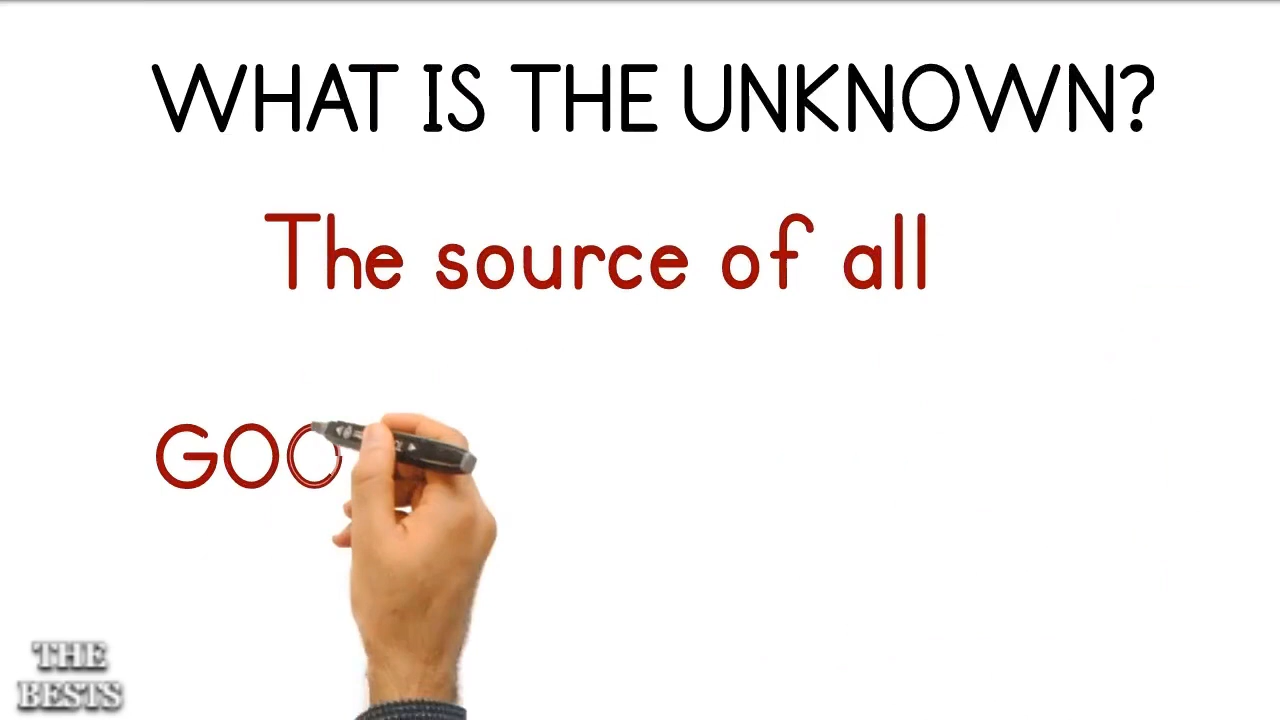 WHAT IS THE UNKNOWN?
The source of all
GOO
THE
BESTS